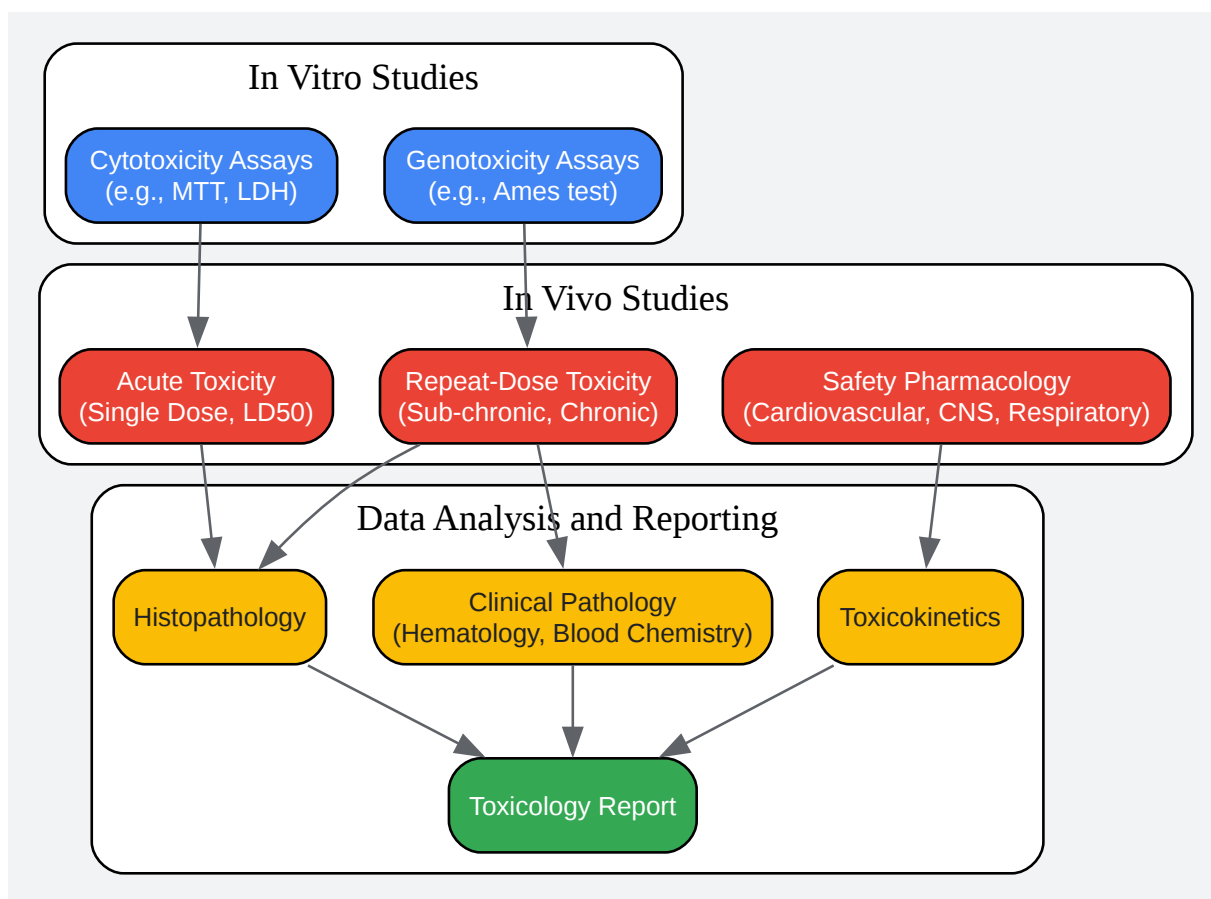 In Vitro Studies
Cytotoxicity Assays
(e.g., MTT, LDH)
Genotoxicity Assays
(e.g., Ames test)
In Vivo Studies
Acute Toxicity
(Single Dose, LD50)
Repeat-Dose Toxicity
(Sub-chronic, Chronic)
Safety Pharmacology
(Cardiovascular, CNS, Respiratory)
Data Analysis and Reporting
Histopathology
Clinical Pathology
(Hematology, Blood Chemistry)
Toxicokinetics
Toxicology Report